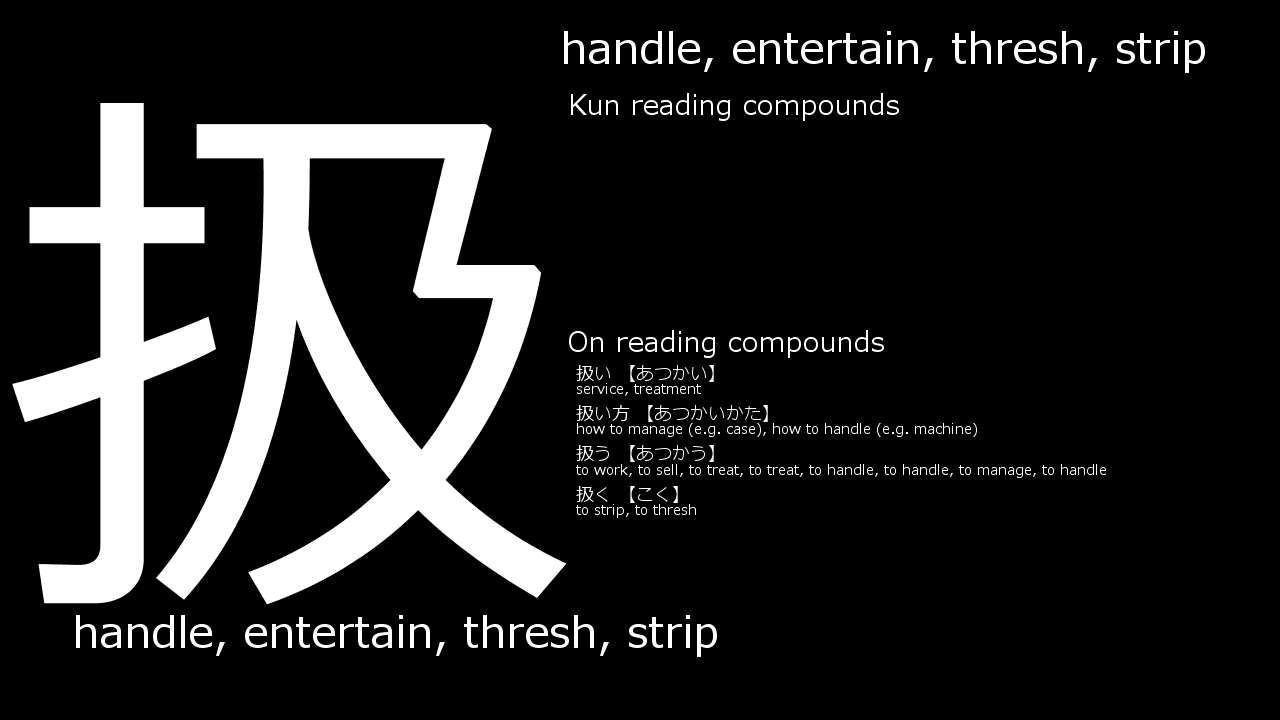 扱
handle, entertain, thresh, strip
Kun reading compounds
On reading compounds
扱い 【あつかい】
service, treatment
扱い方 【あつかいかた】
how to manage (e.g. case), how to handle (e.g. machine)
扱う 【あつかう】
to work, to sell, to treat, to treat, to handle, to handle, to manage, to handle
扱く 【こく】
to strip, to thresh
handle, entertain, thresh, strip